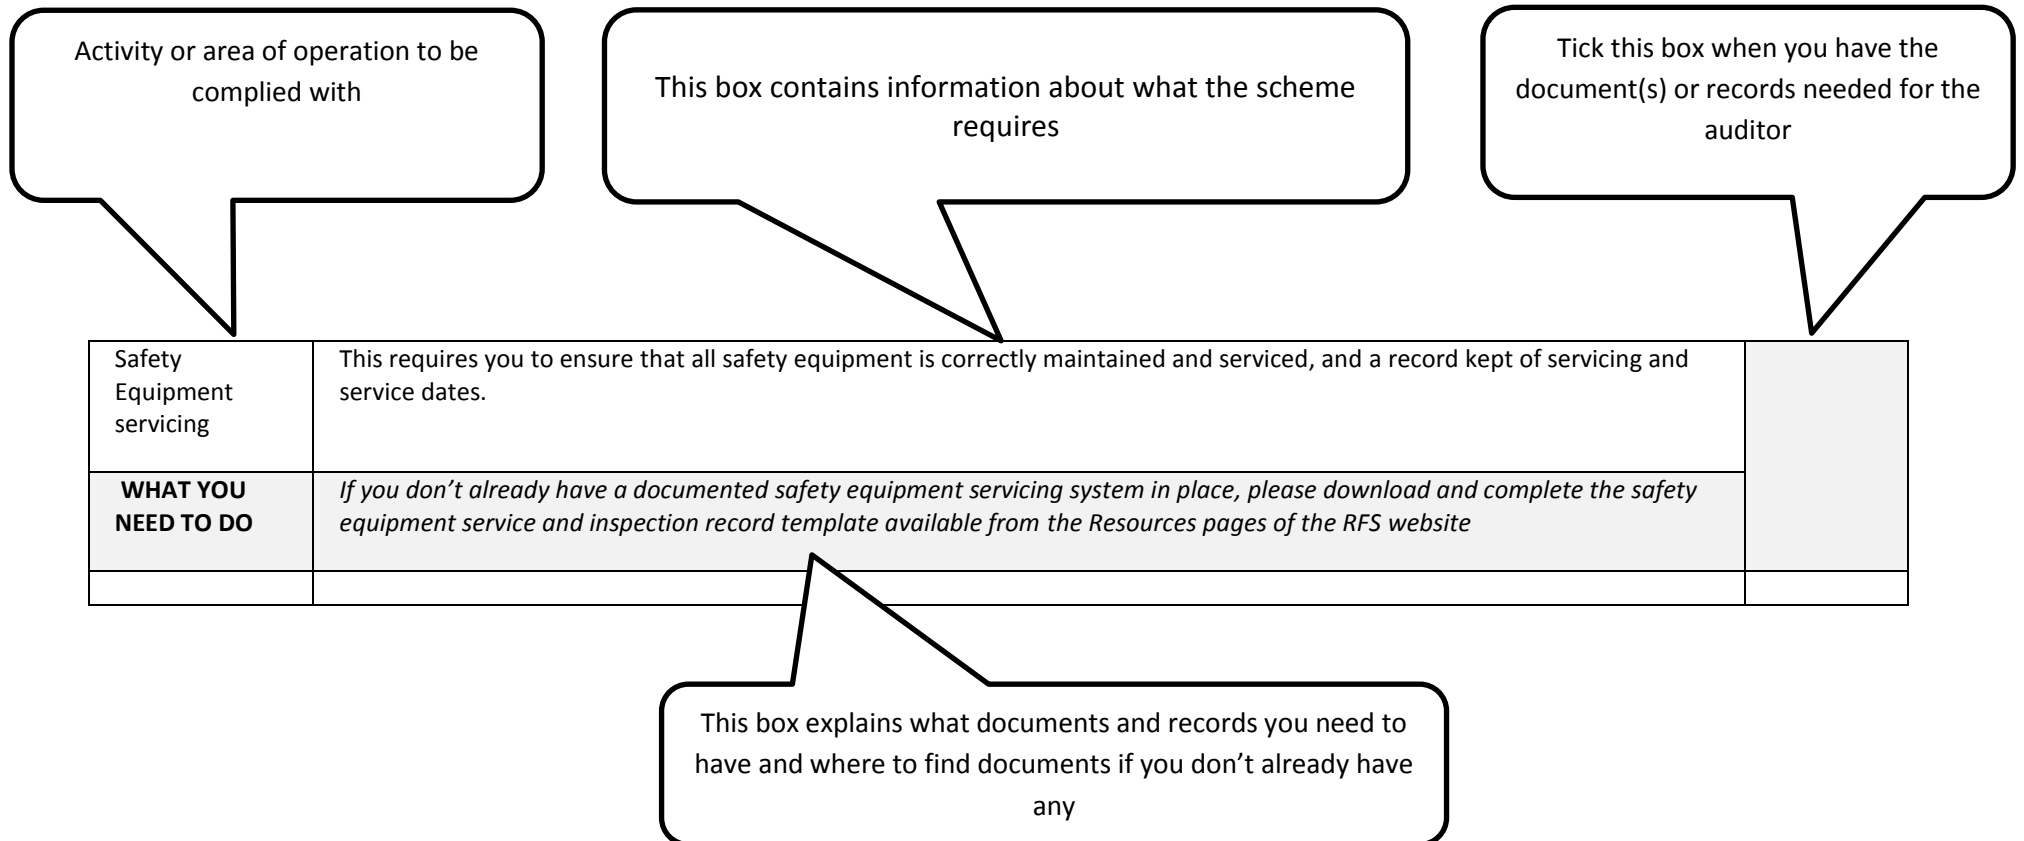 Activity or area of operation to be
complied with
This box contains information about what the scheme
requires
Tick this box when you have the
document(s) or records needed for the
auditor
Safety
Equipment
servicing
This requires you to ensure that all safety equipment is correctly maintained and serviced, and a record kept of servicing and
service dates.
WHAT YOU
NEED TO DO
If you don’t already have a documented safety equipment servicing system in place, please download and complete the safety
equipment service and inspection record template available from the Resources pages of the RFS website
This box explains what documents and records you need to
have and where to find documents if you don’t already have
any